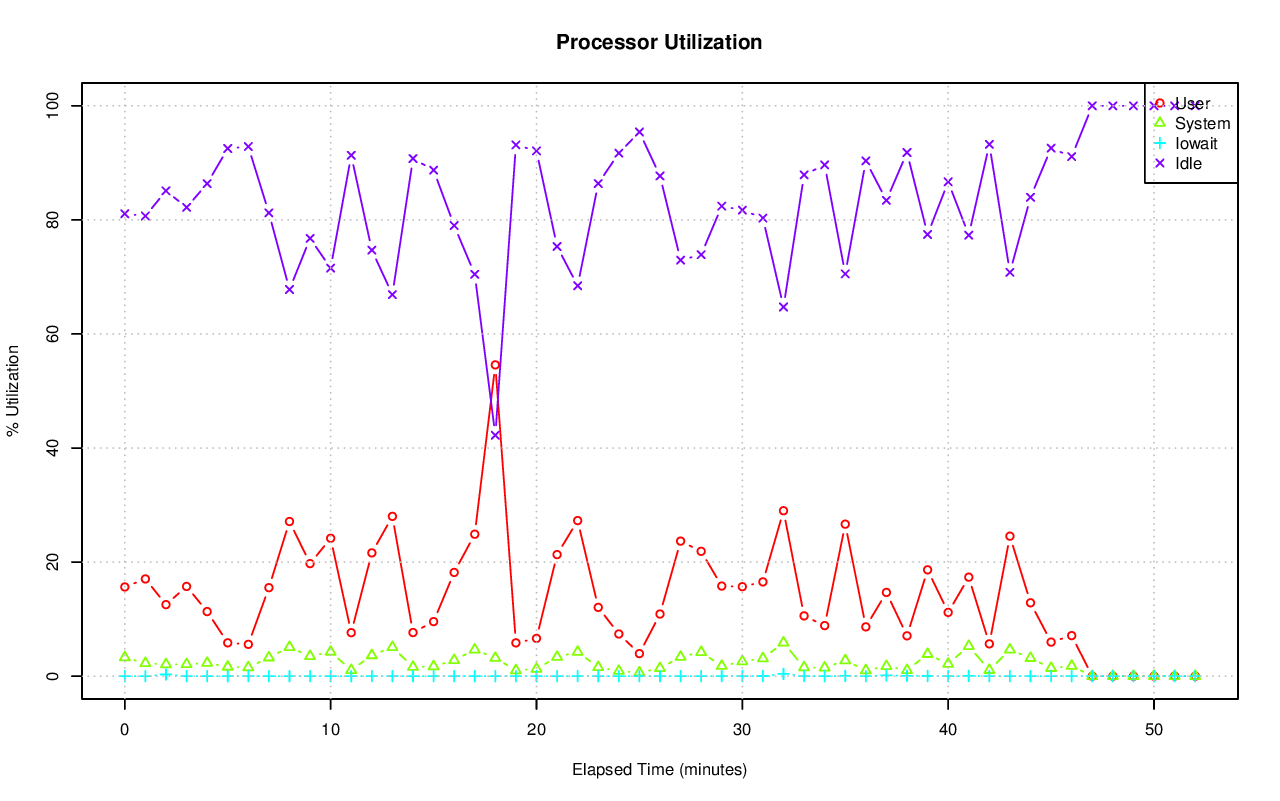 Processor Utilization
% Utilization
100
80
60
40
20
0
User
System
Iowait
Idle
0 10 20 30 40 50
Elapsed Time (minutes)